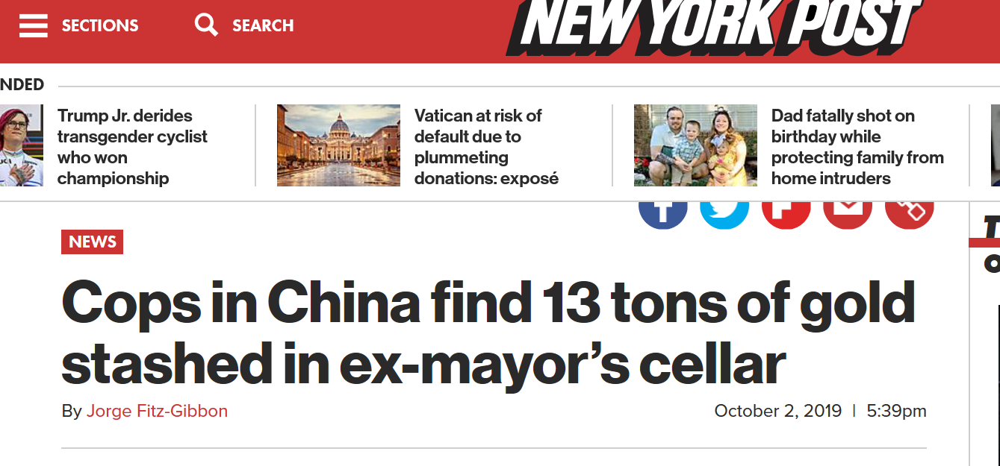 SECTIONS
SEARCH
NEW YORK POST
NDED
Trump Jr. derides
transgender cyclist
who won
championship
Vatican at risk of
default due to
plummeting
donations: exposé
Dad fatally shot on
birthday while
protecting family from
home intruders
NEWS
Cops in China find 13 tons of gold
stashed in ex-mayor's cellar
By Jorge Fitz-Gibbon
October 2, 2019 | 5:39pm